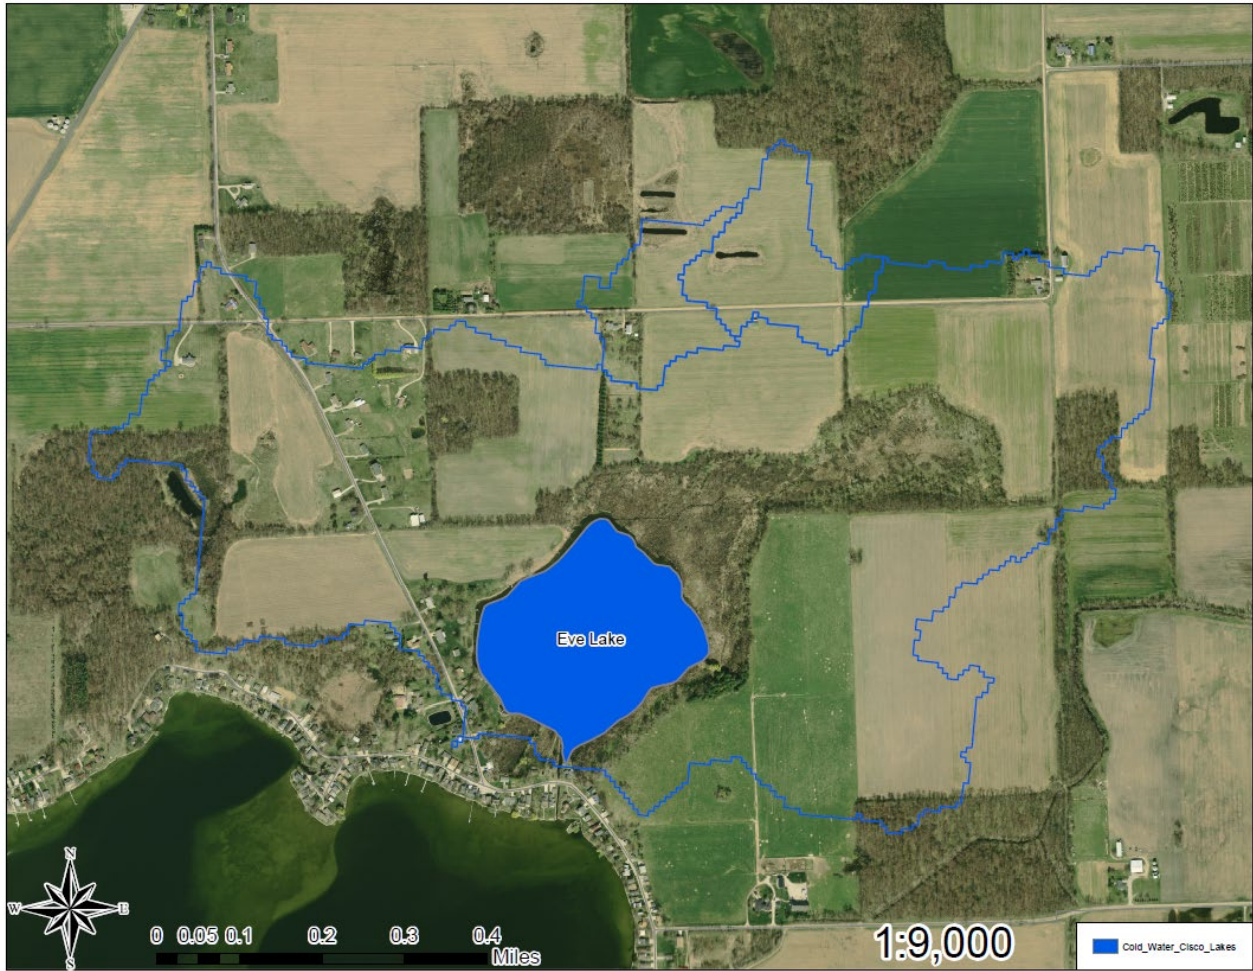 Eve Lake
N
W E
S
0 0.05 0.1 0.2 0.3 0.4
Miles
1:9,000
Cold_Water_Cisco_Lakes